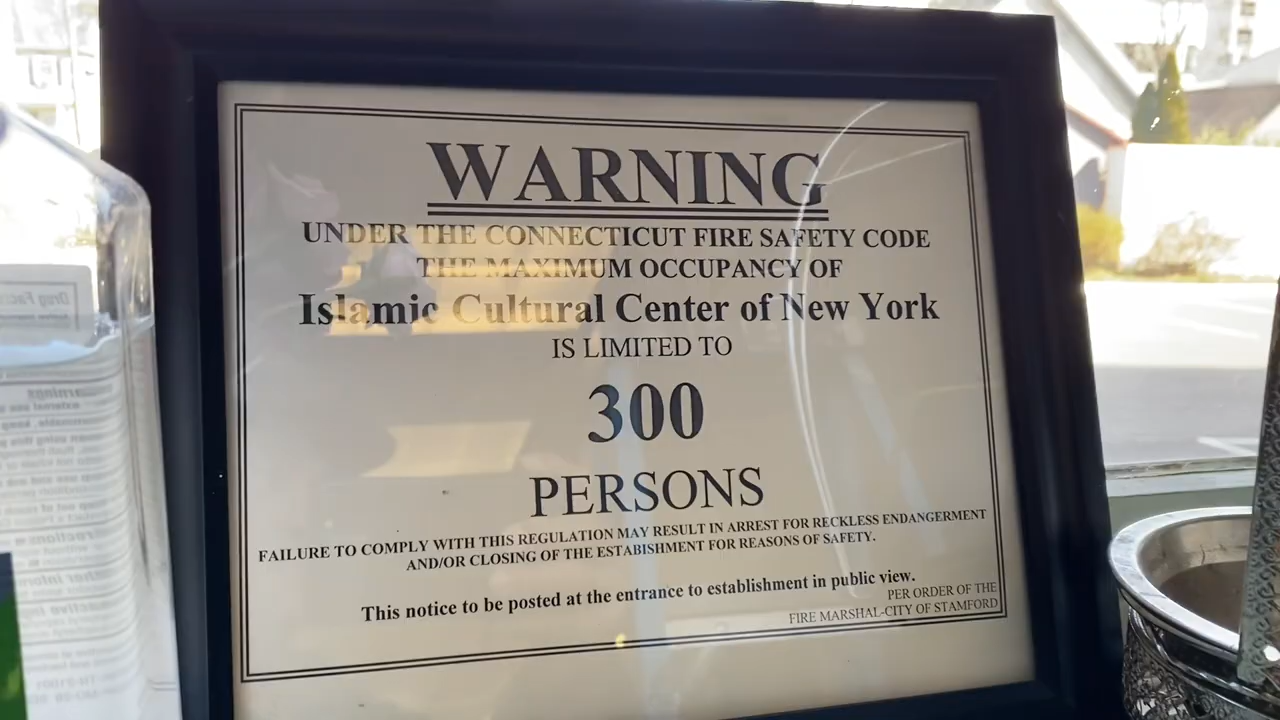 WARNING
UNDER THE CONNECTICUT FIRE SAFETY CODE
THE MAXIMUM OCCUPANCY OF
Islamic Cultural Center of New York
IS LIMITED TO
300
PERSONS
FAILURE TO COMPLY WITH THIS REGULATION MAY RESULT IN ARREST FOR RECKLESS ENDANGERMENT
AND/OR CLOSING OF THE ESTABISHMENT FOR REASONS OF SAFETY.
This notice to be posted at the entrance to establishment in public view.
PER ORDER OF THE
FIRE MARSHAL-CITY OF STAMFORD